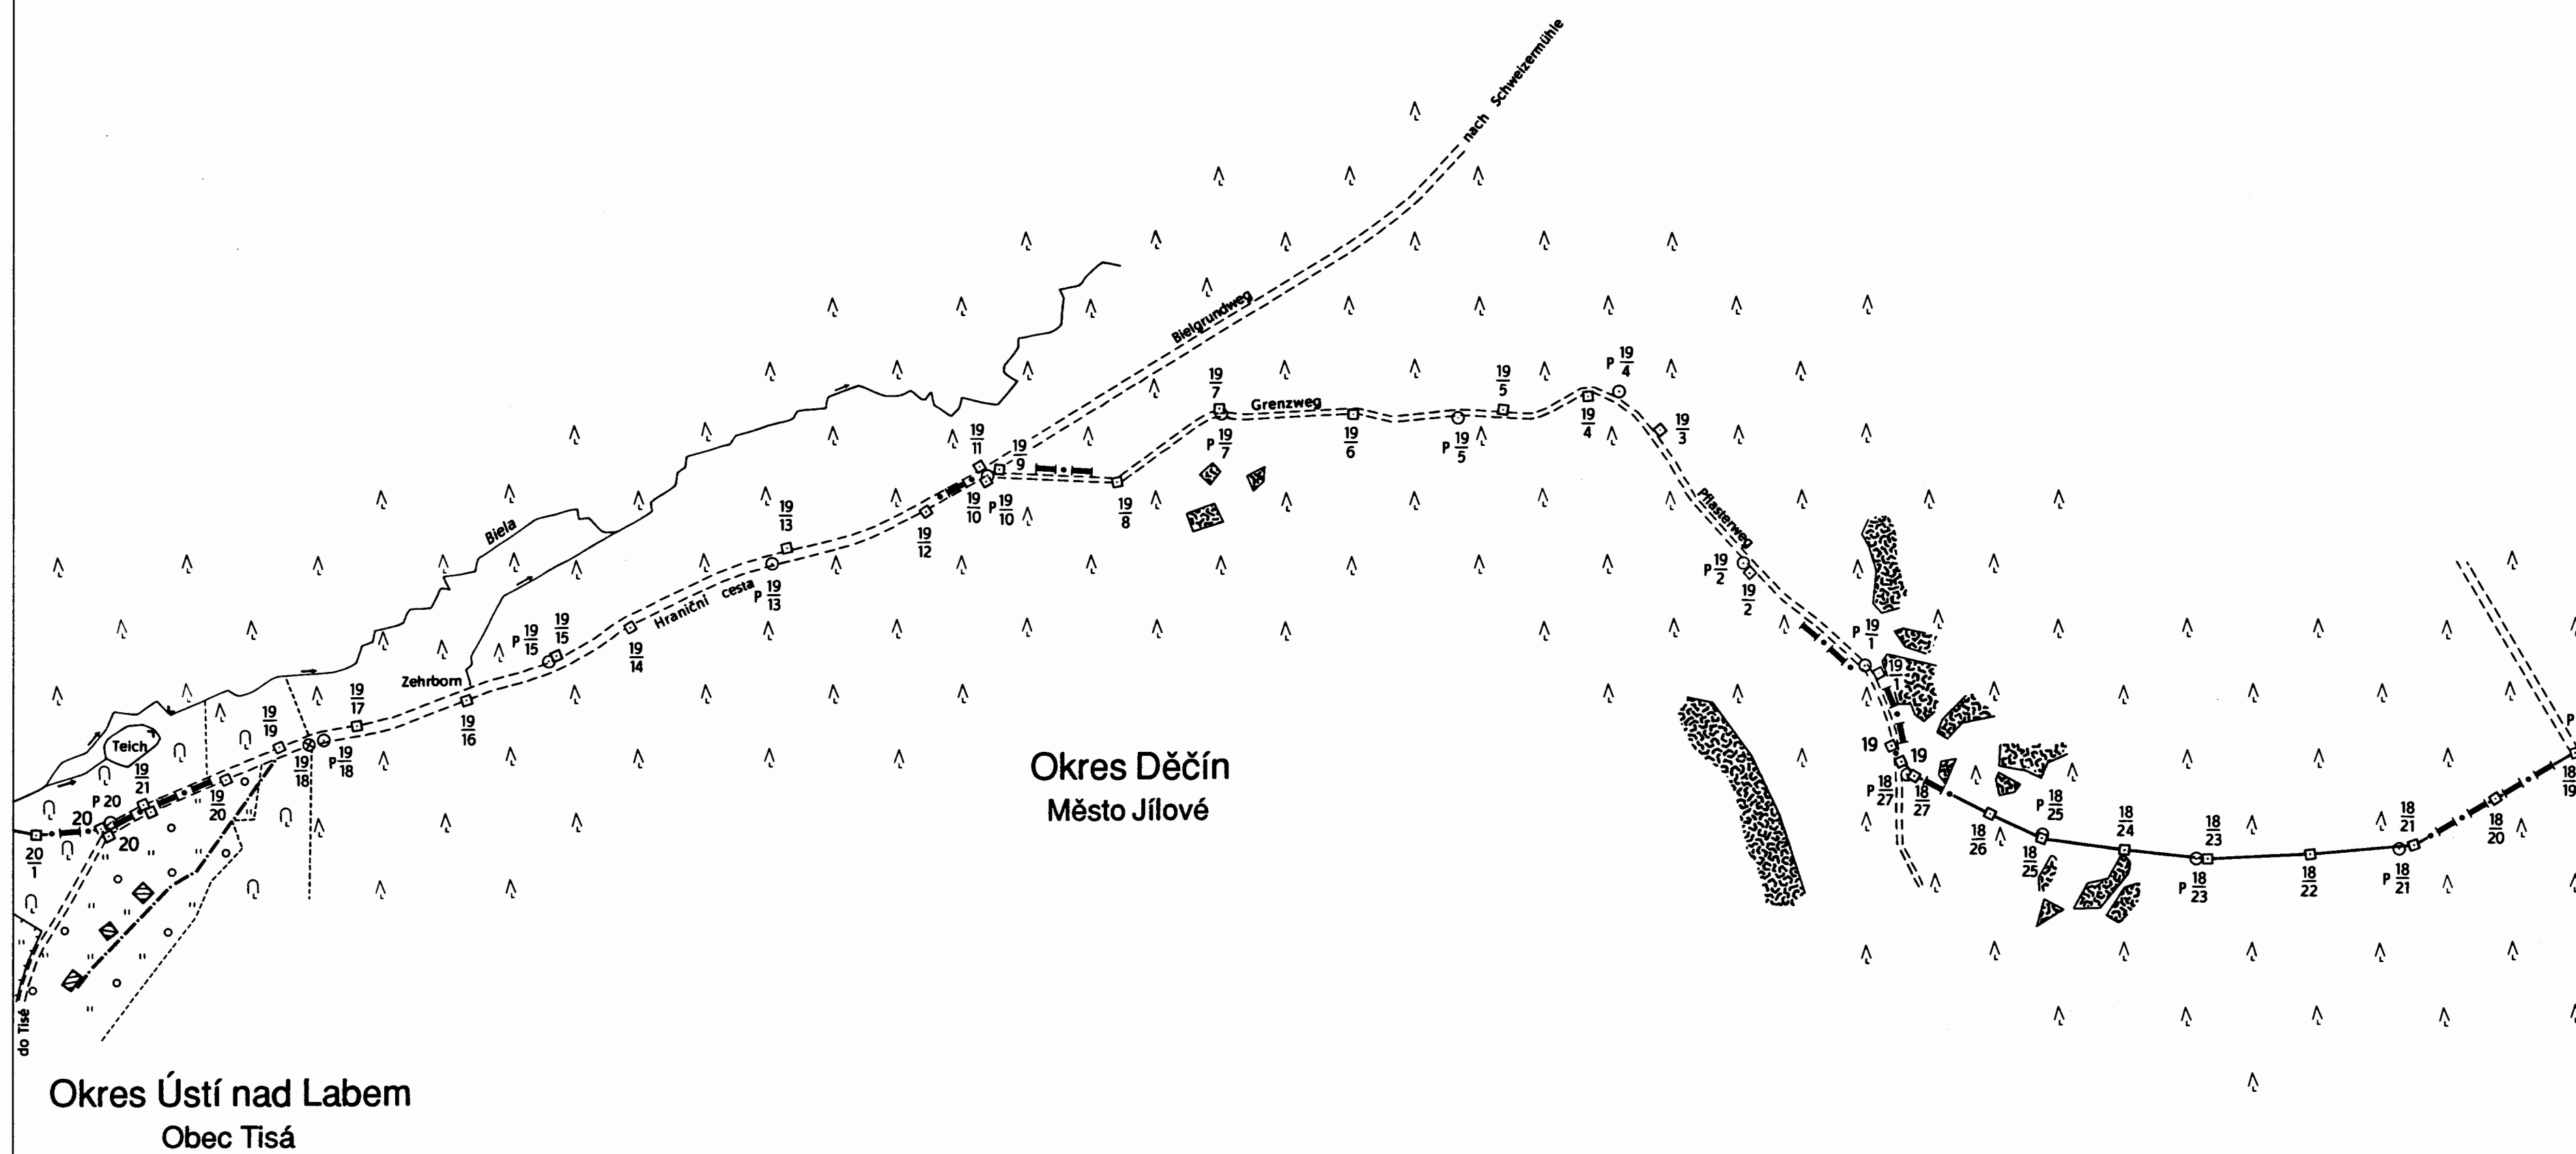 nach Schweizermühle
Bielgrundweg
Grenzweg
Pflasterweg
Biela
Hraniční cesta
Zehrborn
Teich
do Tisé
P 19/4
19/7
19/5
19/4
19/3
P 19/7
19/6
P 19/5
19/11
19/9
19/10
P 19/10
19/8
19/13
19/12
P 19/13
P 19/2
19/2
P 19/15
19/15
19/14
P 19/1
19/1
19/17
19/16
19/19
19/18
P 19/18
19
19
19/21
19/20
P 20
20
20
20/1
P 18/27
18/27
P 18/25
18/26
18/25
18/24
18/23
P 18/23
18/22
18/21
P 18/21
18/20
P
18/19
Okres Děčín
Město Jílové
Okres Ústí nad Labem
Obec Tisá